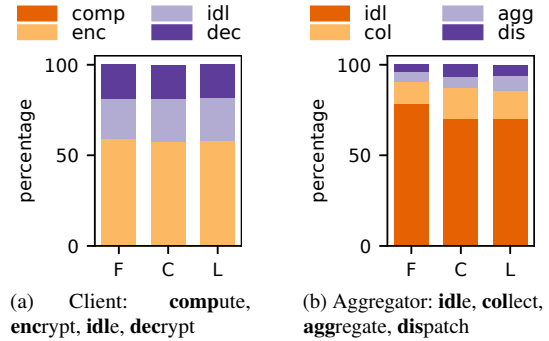 comp idl
enc dec
100
50
0
percentage
F C L
(a) Client: compute,
encrypt, idle, decrypt
idl agg
col dis
100
50
0
percentage
F C L
(b) Aggregator: idle, collect,
aggregate, dispatch